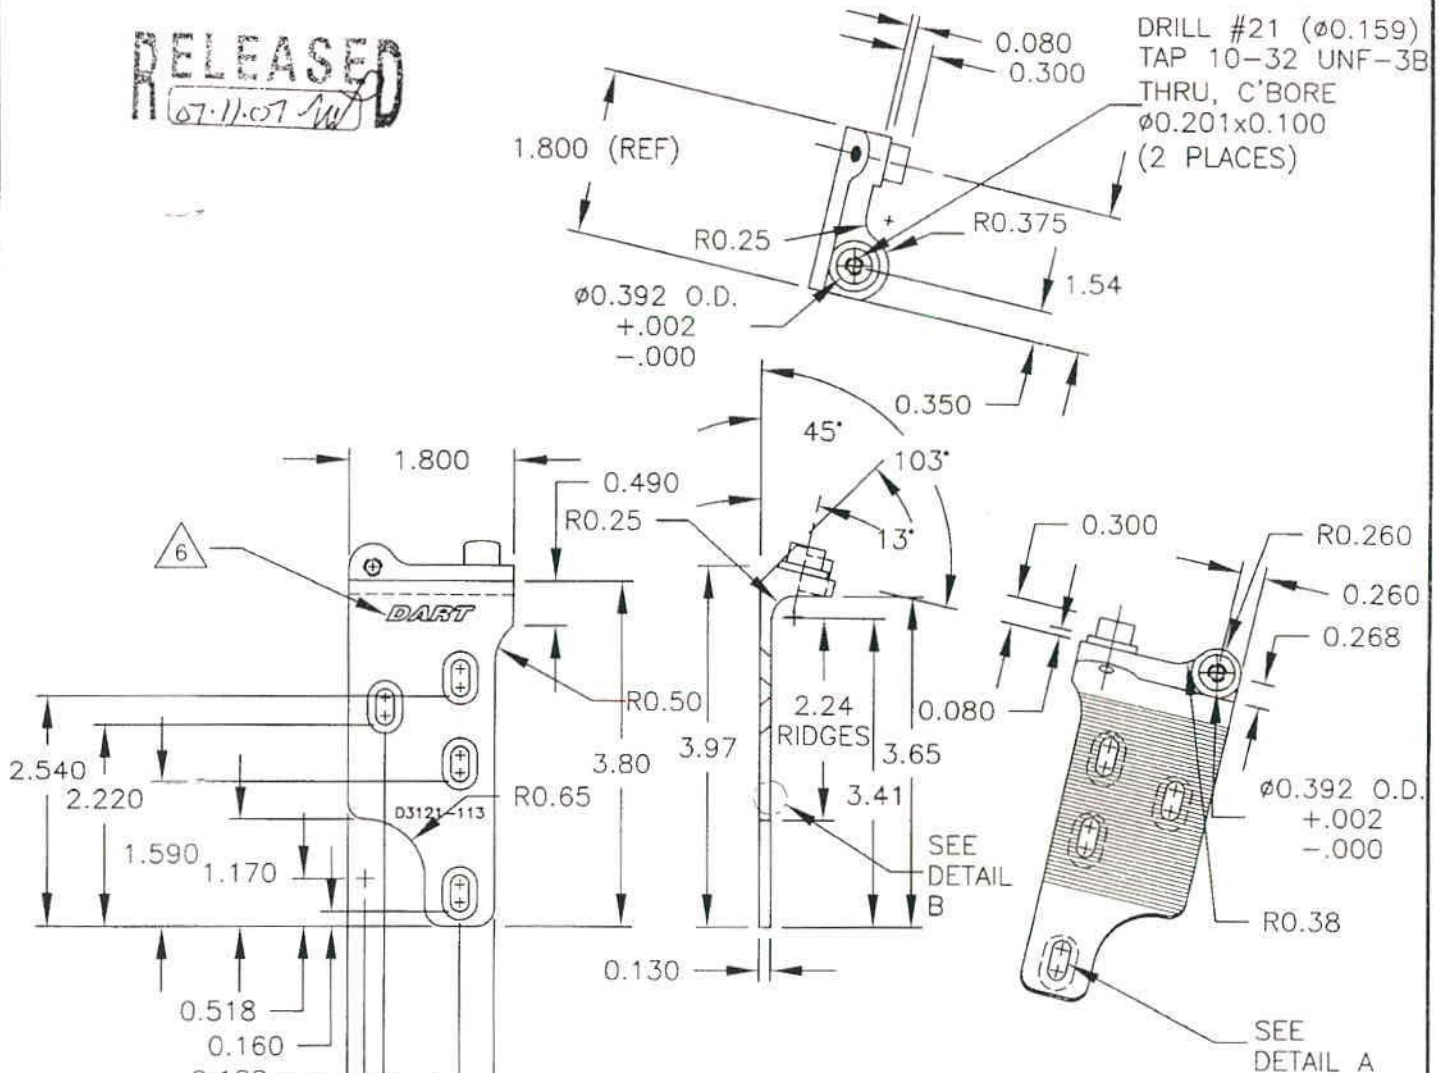 RELEASED
07.11.07
0.080
0.300
DRILL #21 (ø0.159)
TAP 10-32 UNF-3B
THRU, C'BORE
ø0.201x0.100
(2 PLACES)
1.800 (REF)
R0.25
R0.375
ø0.392 O.D.
+.002
-.000
1.54
0.350
45°
103°
13°
1.800
0.490
R0.25
6
DART
R0.50
2.540
2.220
1.590
1.170
D3121-113
R0.65
3.80
3.97
2.24
RIDGES
3.65
3.41
SEE
DETAIL
B
0.130
0.518
0.160
0.300
R0.260
0.260
0.268
0.080
ø0.392 O.D.
+.002
-.000
R0.38
SEE
DETAIL A